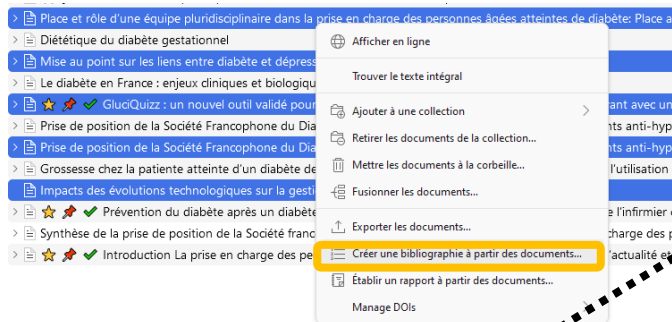 Place et rôle d'une équipe pluridisciplinaire dans la prise en charge des personnes âgées atteintes de diabète: Place a
Diététique du diabète gestationnel
Afficher en ligne
Mise au point sur les liens entre diabète et dépress
Trouver le texte intégral
Le diabète en France : enjeux cliniques et biologiqu
GluciQuizz : un nouvel outil validé pour
Ajouter à une collection
ant avec un
Prise de position de la Société Francophone du Dia
nts anti-hyp
Retirer les documents de la collection...
Prise de position de la Société Francophone du Dia
nts anti-hyp
Mettre les documents à la corbeille...
Grossesse chez la patiente atteinte d'un diabète de
l'utilisation
Fusionner les documents...
Impacts des évolutions technologiques sur la gesti
Prévention du diabète après un diabète
e l'infirmier
Exporter les documents...
Synthèse de la prise de position de la Société franc
charge des p
Créer une bibliographie à partir des documents...
Introduction La prise en charge des pe
'actualité et
Établir un rapport à partir des documents...
Manage DOIs